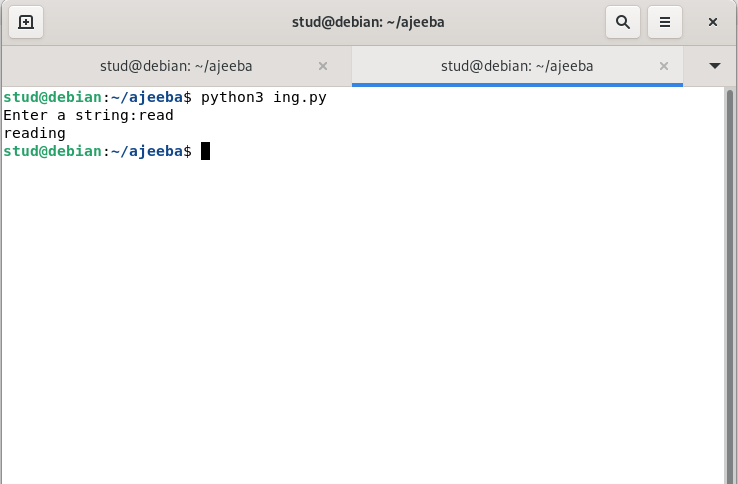 stud@debian: ~/ajeeba
stud@debian: ~/ajeeba
stud@debian: ~/ajeeba
stud@debian:~/ajeeba$ python3 ing.py
Enter a string:read
reading
stud@debian:~/ajeeba$